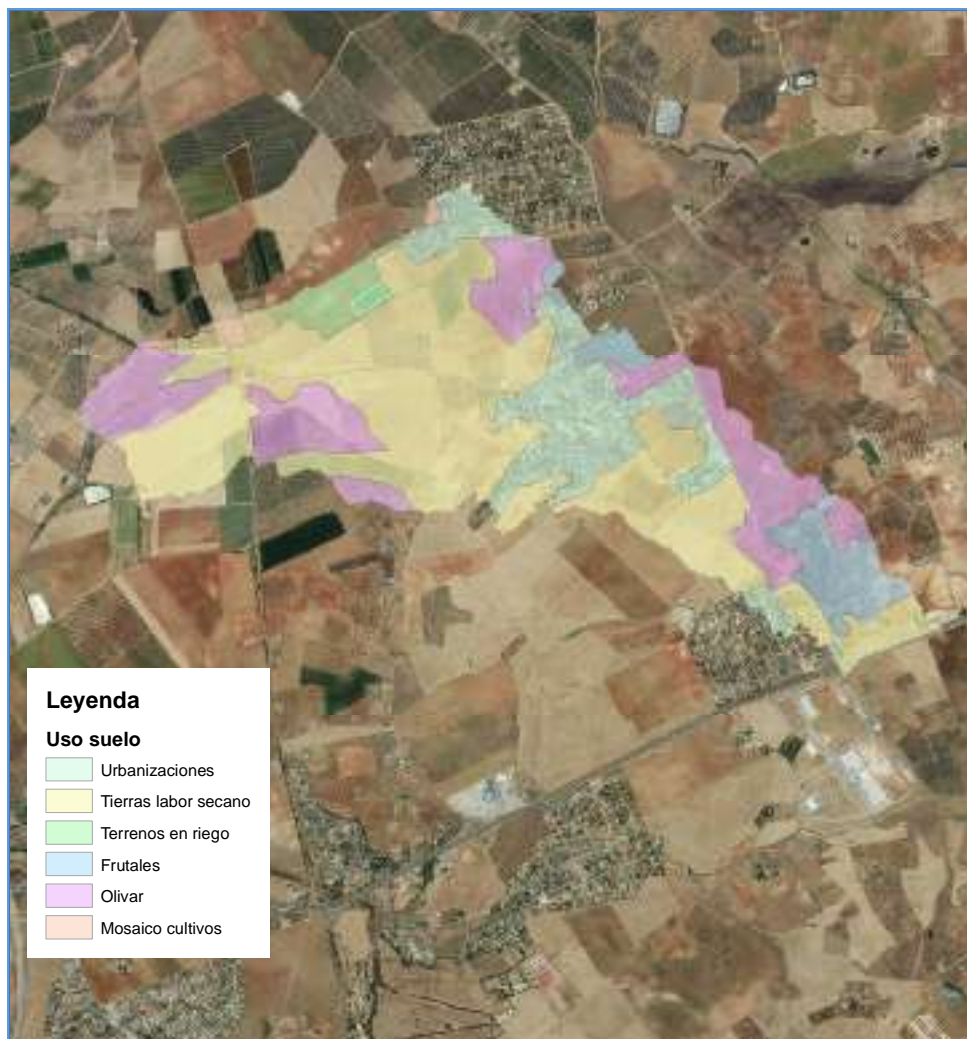 Leyenda
Uso suelo
Urbanizaciones
Tierras labor secano
Terrenos en riego
Frutales
Olivar
Mosaico cultivos